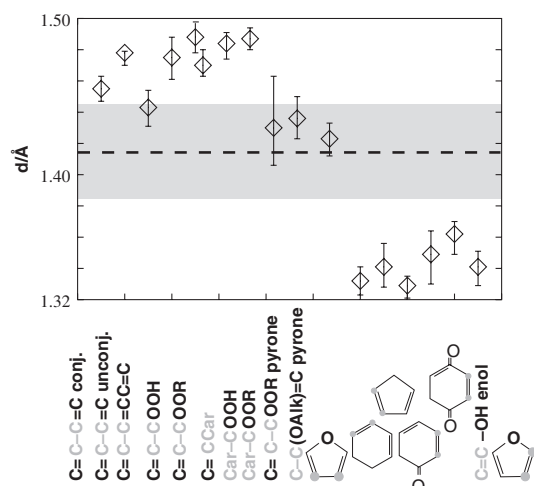 1.50
1.40
1.32
d/Å
C= C–C=C conj.
C= C–C=C unconj.
C= C–C=CC=C
C= C–COOH
C= C–COOR
C= CCar
Car–COOH
Car–COOR
C= C–COOR pyrone
C–C(OAlk)=C pyrone
O
O
O
O
C=C –OH enol
O